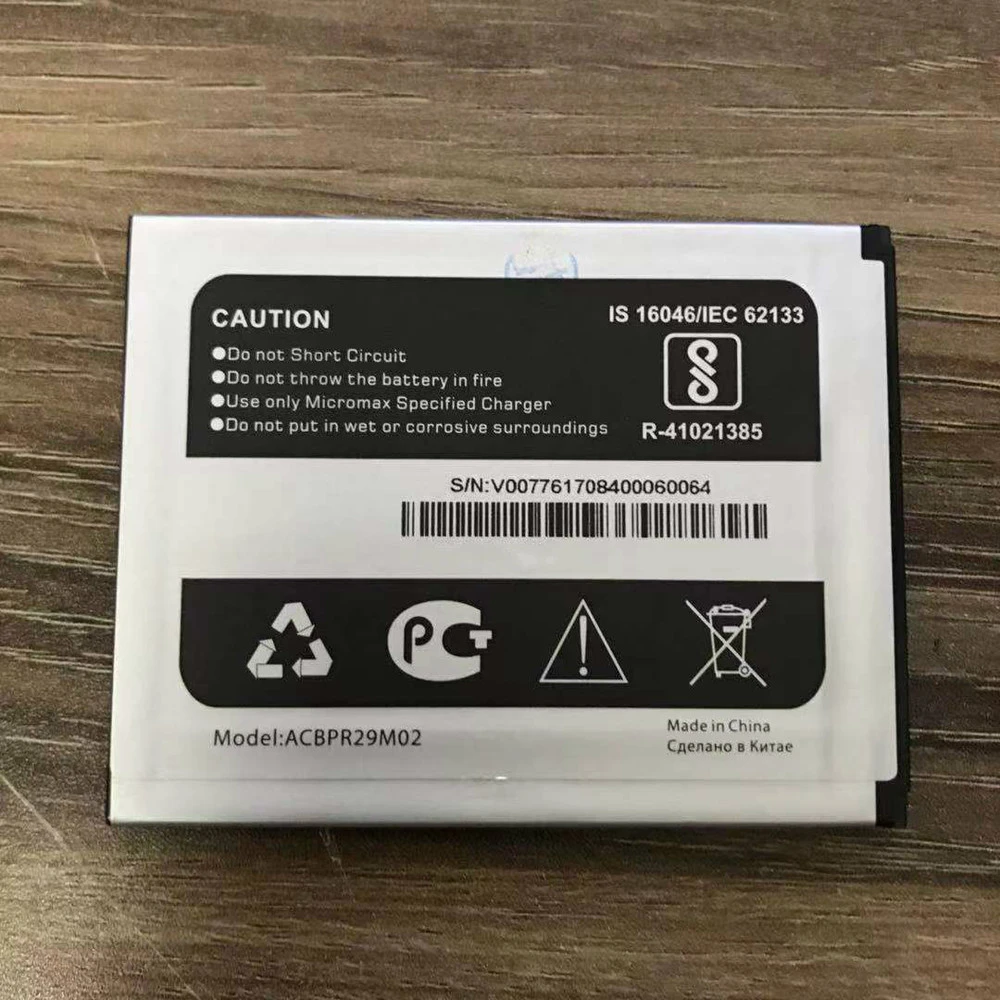 CAUTION
●Do not Short Circuit
●Do not throw the battery in fire
●Use only Micromax Specified Charger
●Do not put in wet or corrosive surroundings
IS 16046/IEC 62133
R-41021385
S/N:V007761708400060064
РСТ
Model:ACBPR29M02
Made in China
Сделано в Китае